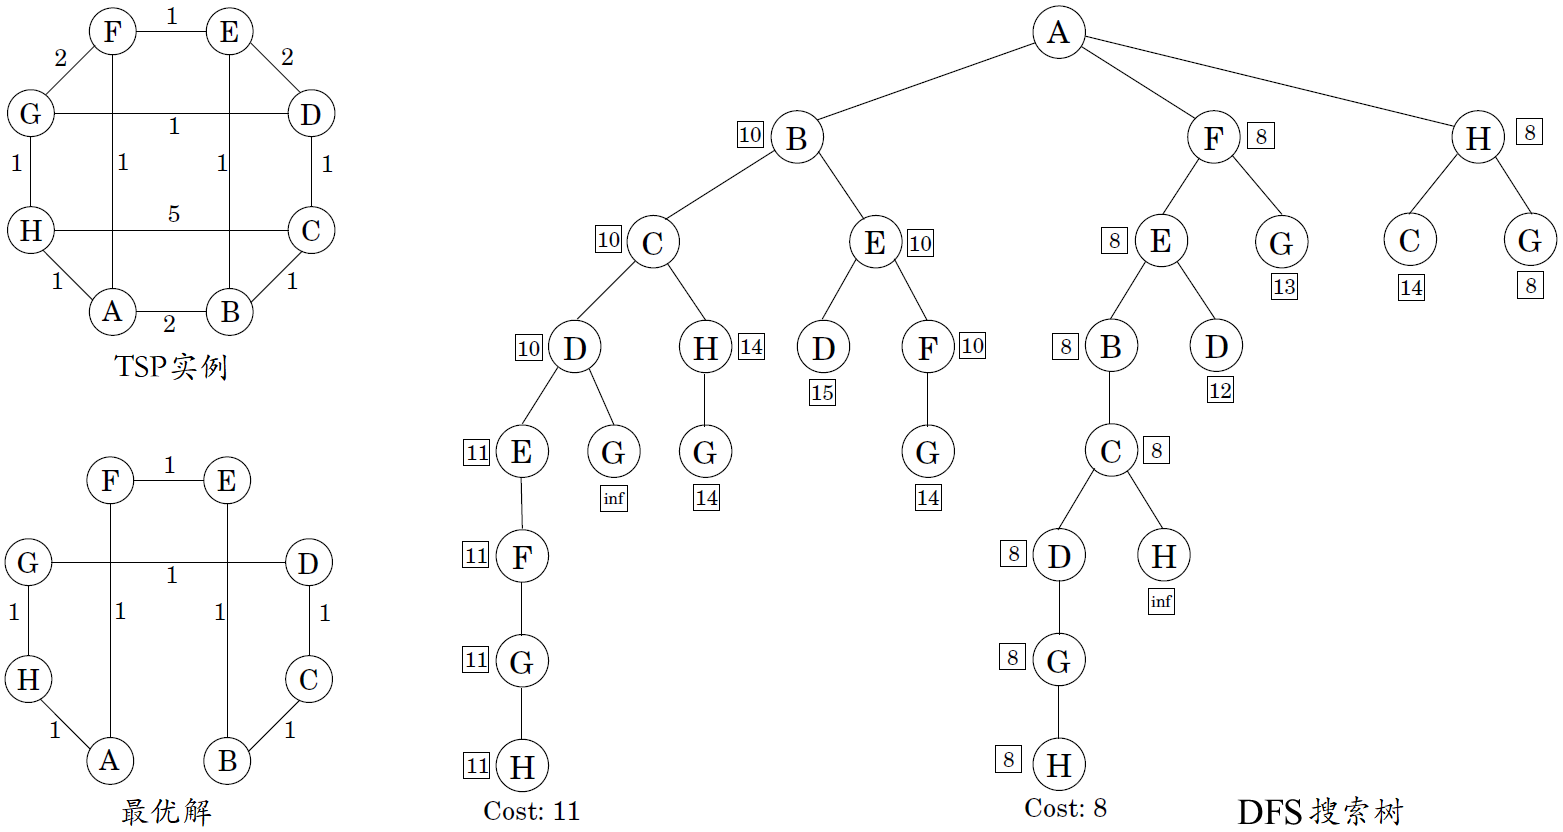 1
F E
2 2
G D
1
1 1 1 1
5
H C
1 1
A B
2
TSP实例
1
F E
G D
1
1 1 1 1
H C
1 1
A B
最优解
A
10 B F 8 H 8
10 C E 10 8 E G C G
13 14 8
10 D H 14 D F 10 8 B D
15 12
11 E G G G C 8
inf 14 14
11 F 8 D H
inf
11 G 8 G
11 H 8 H
Cost: 11 Cost: 8
DFS 搜索树